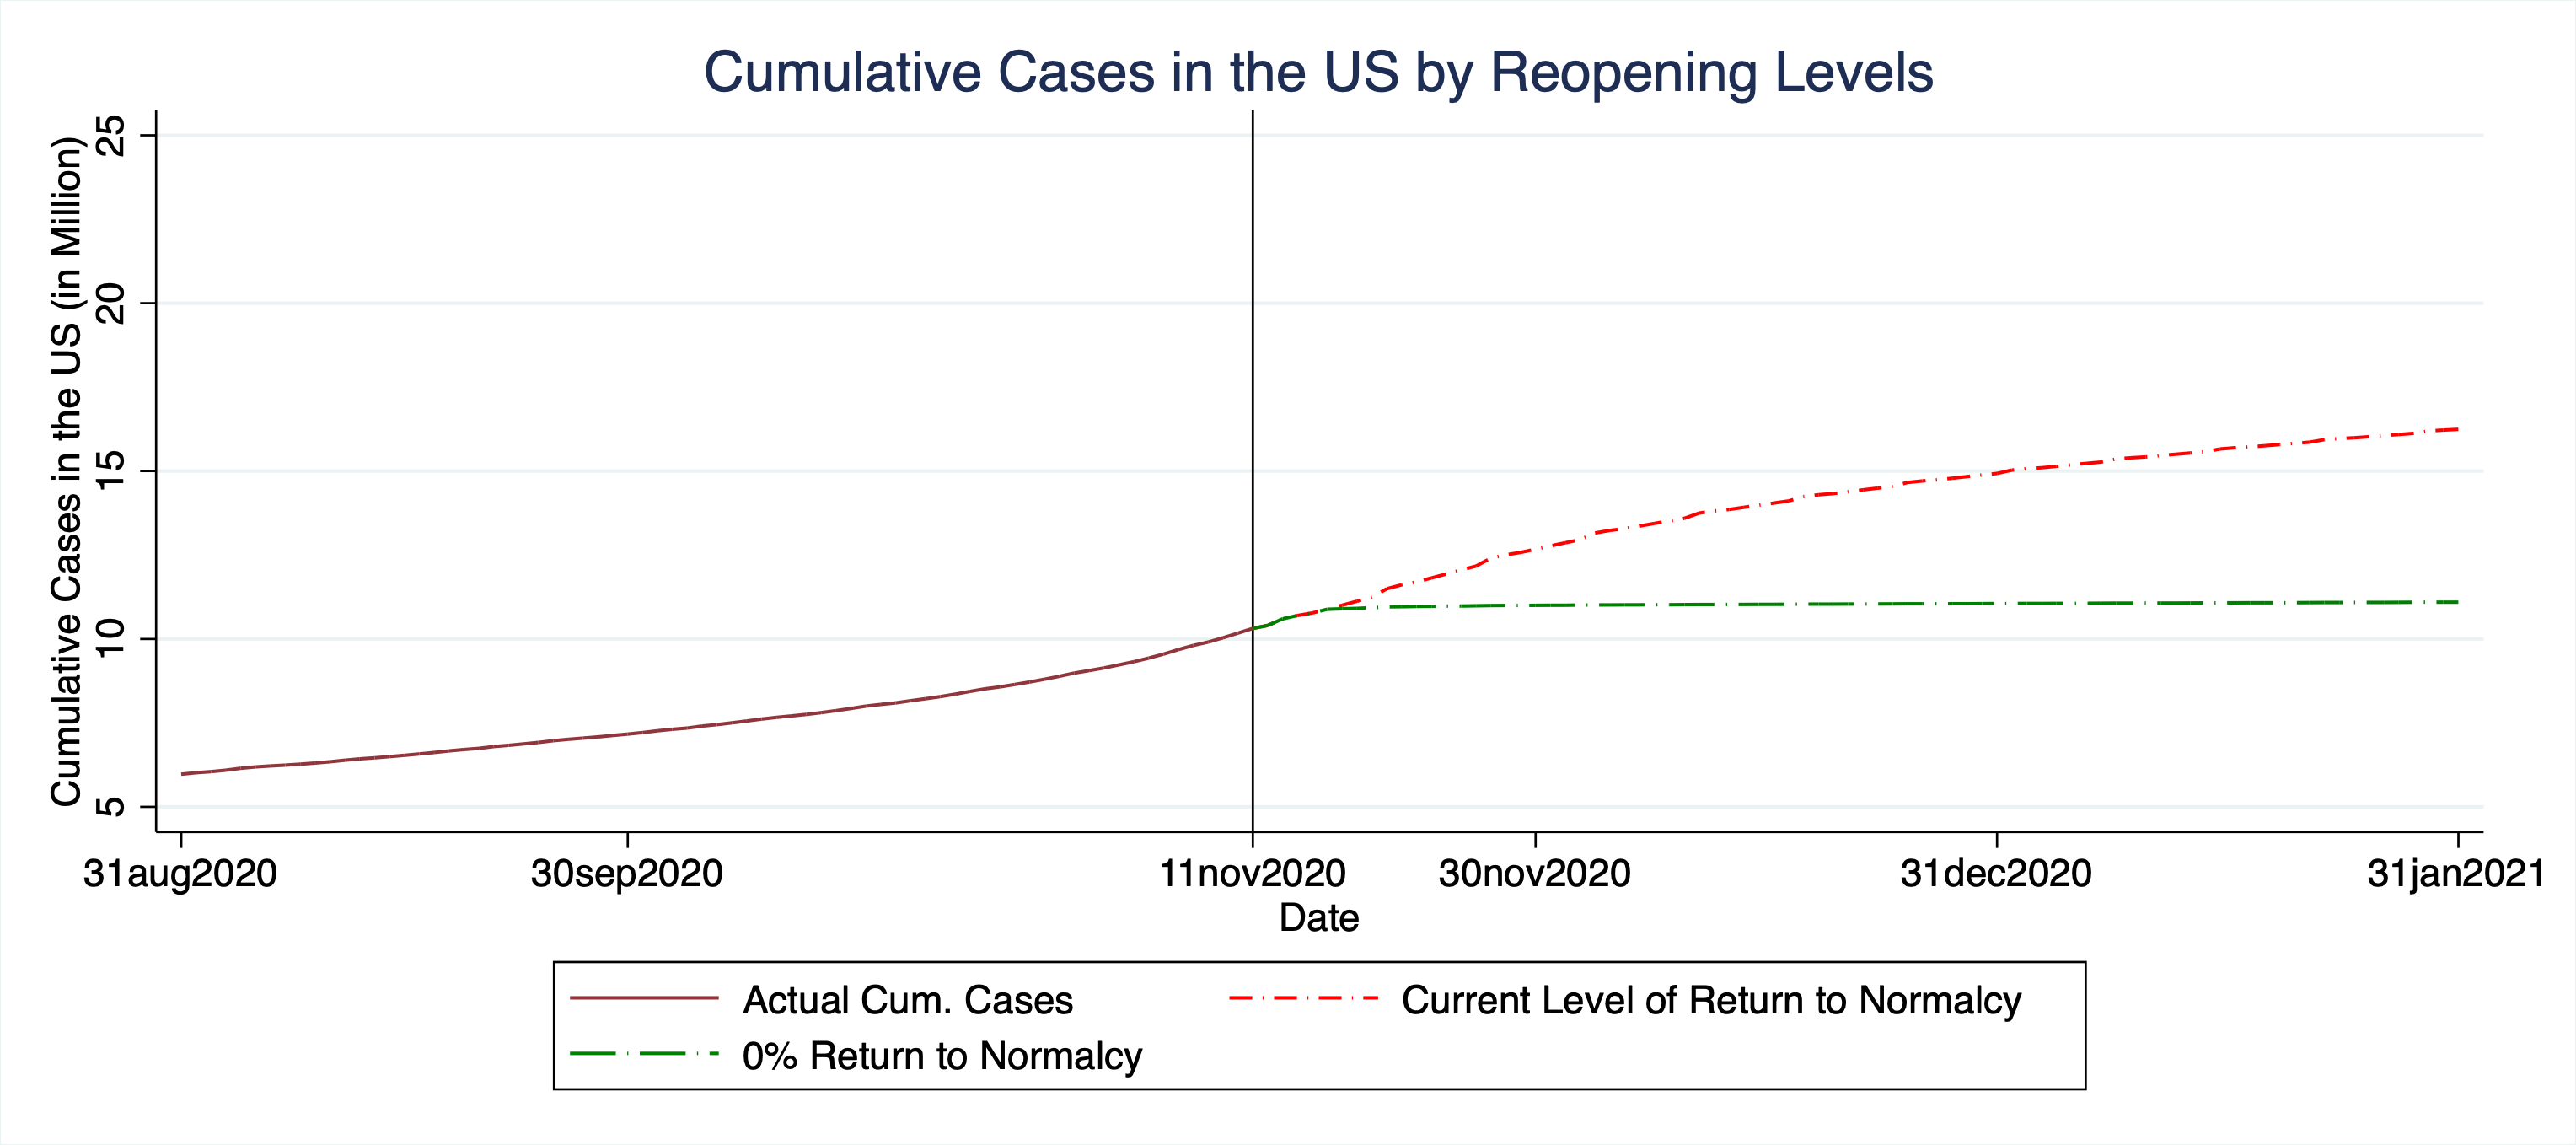 Cumulative Cases in the US by Reopening Levels
Cumulative Cases in the US (in Million)
25
20
15
10
5
31aug2020
30sep2020
11nov2020
30nov2020
31dec2020
31jan2021
Date
Actual Cum. Cases
Current Level of Return to Normalcy
0% Return to Normalcy